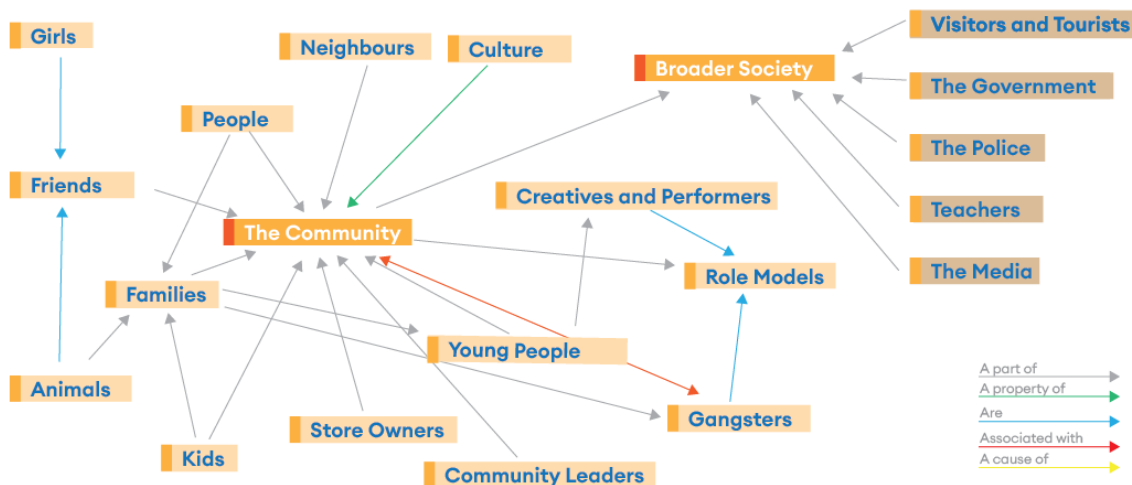 Girls
Neighbours
Culture
Visitors and Tourists
Broader Society
The Government
People
The Police
Friends
Creatives and Performers
Teachers
The Community
Role Models
The Media
Families
Young People
Animals
Store Owners
Gangsters
Kids
Community Leaders
A part of
A property of
Are
Associated with
A cause of